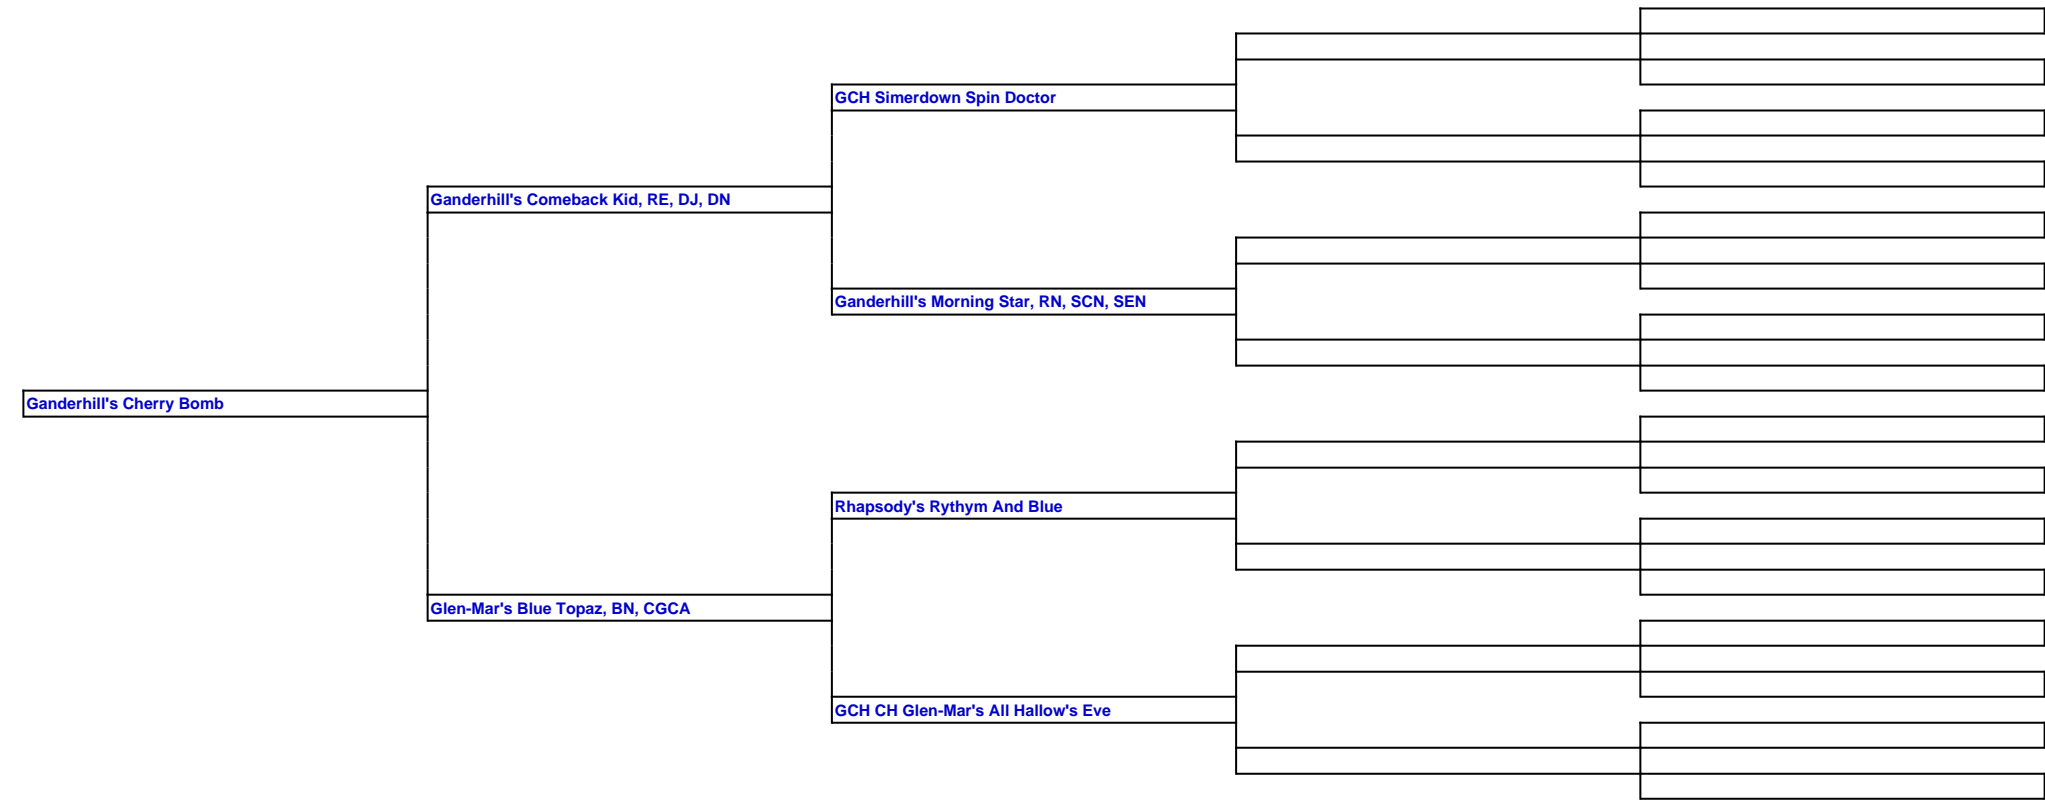 GCH Simerdown Spin Doctor
Ganderhill's Comeback Kid, RE, DJ, DN
Ganderhill's Morning Star, RN, SCN, SEN
Ganderhill's Cherry Bomb
Rhapsody's Rythym And Blue
Glen-Mar's Blue Topaz, BN, CGCA
GCH CH Glen-Mar's All Hallow's Eve